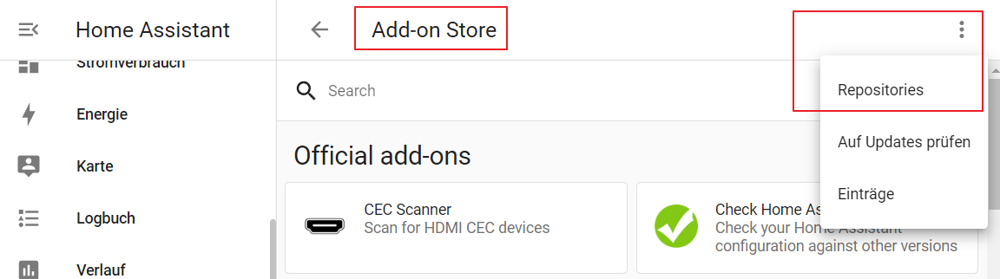 Home Assistant
Stromverbrauch
Energie
Karte
Logbuch
Verlauf
Add-on Store
Search
Repositories
Auf Updates prüfen
Einträge
Official add-ons
CEC Scanner
Scan for HDMI CEC devices
Check Home As
Check your Home Assistant
configuration against other versions